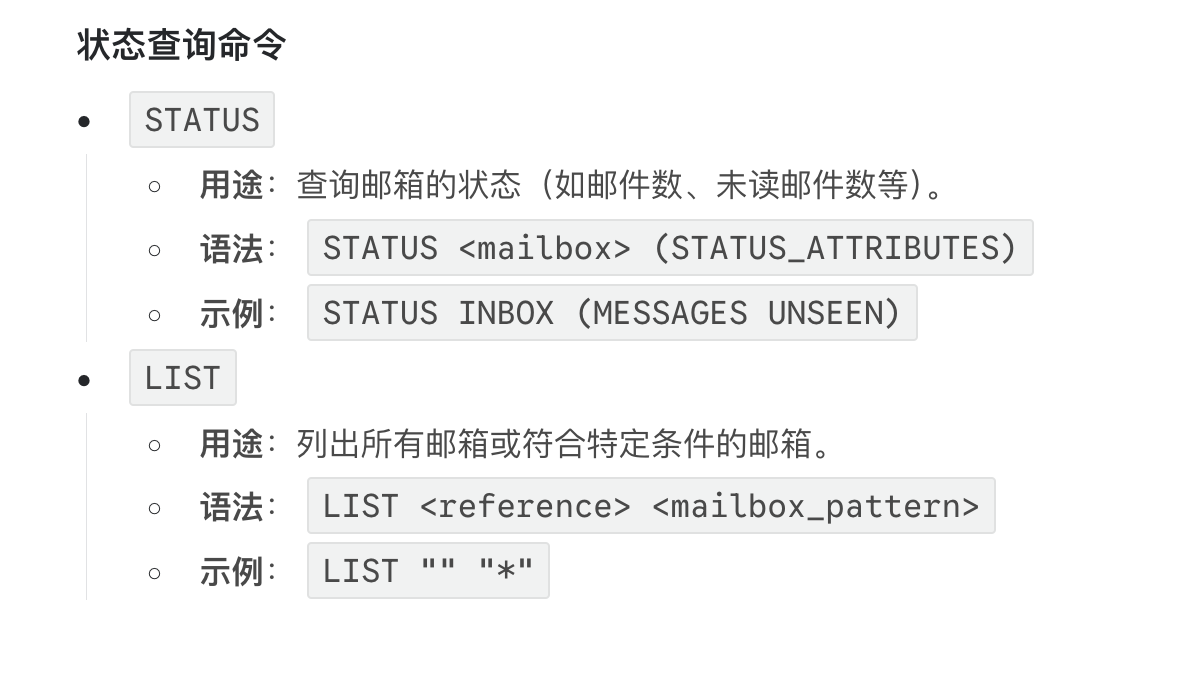 状态查询命令
STATUS
用途：查询邮箱的状态（如邮件数、未读邮件数等）。
语法：STATUS <mailbox> (STATUS_ATTRIBUTES)
示例：STATUS INBOX (MESSAGES UNSEEN)
LIST
用途：列出所有邮箱或符合特定条件的邮箱。
语法：LIST <reference> <mailbox_pattern>
示例：LIST "" "*"